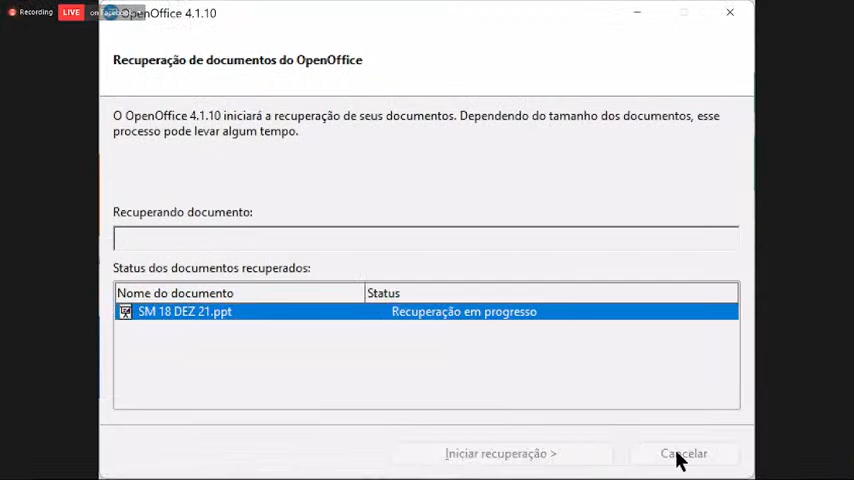 Recording
LIVE
on Facebook
OpenOffice 4.1.10
Recuperação de documentos do OpenOffice
O OpenOffice 4.1.10 iniciará a recuperação de seus documentos. Dependendo do tamanho dos documentos, esse
processo pode levar algum tempo.
Recuperando documento:
Status dos documentos recuperados:
Nome do documento Status
SM 18 DEZ 21.ppt Recuperação em progresso
Iniciar recuperação > Cancelar